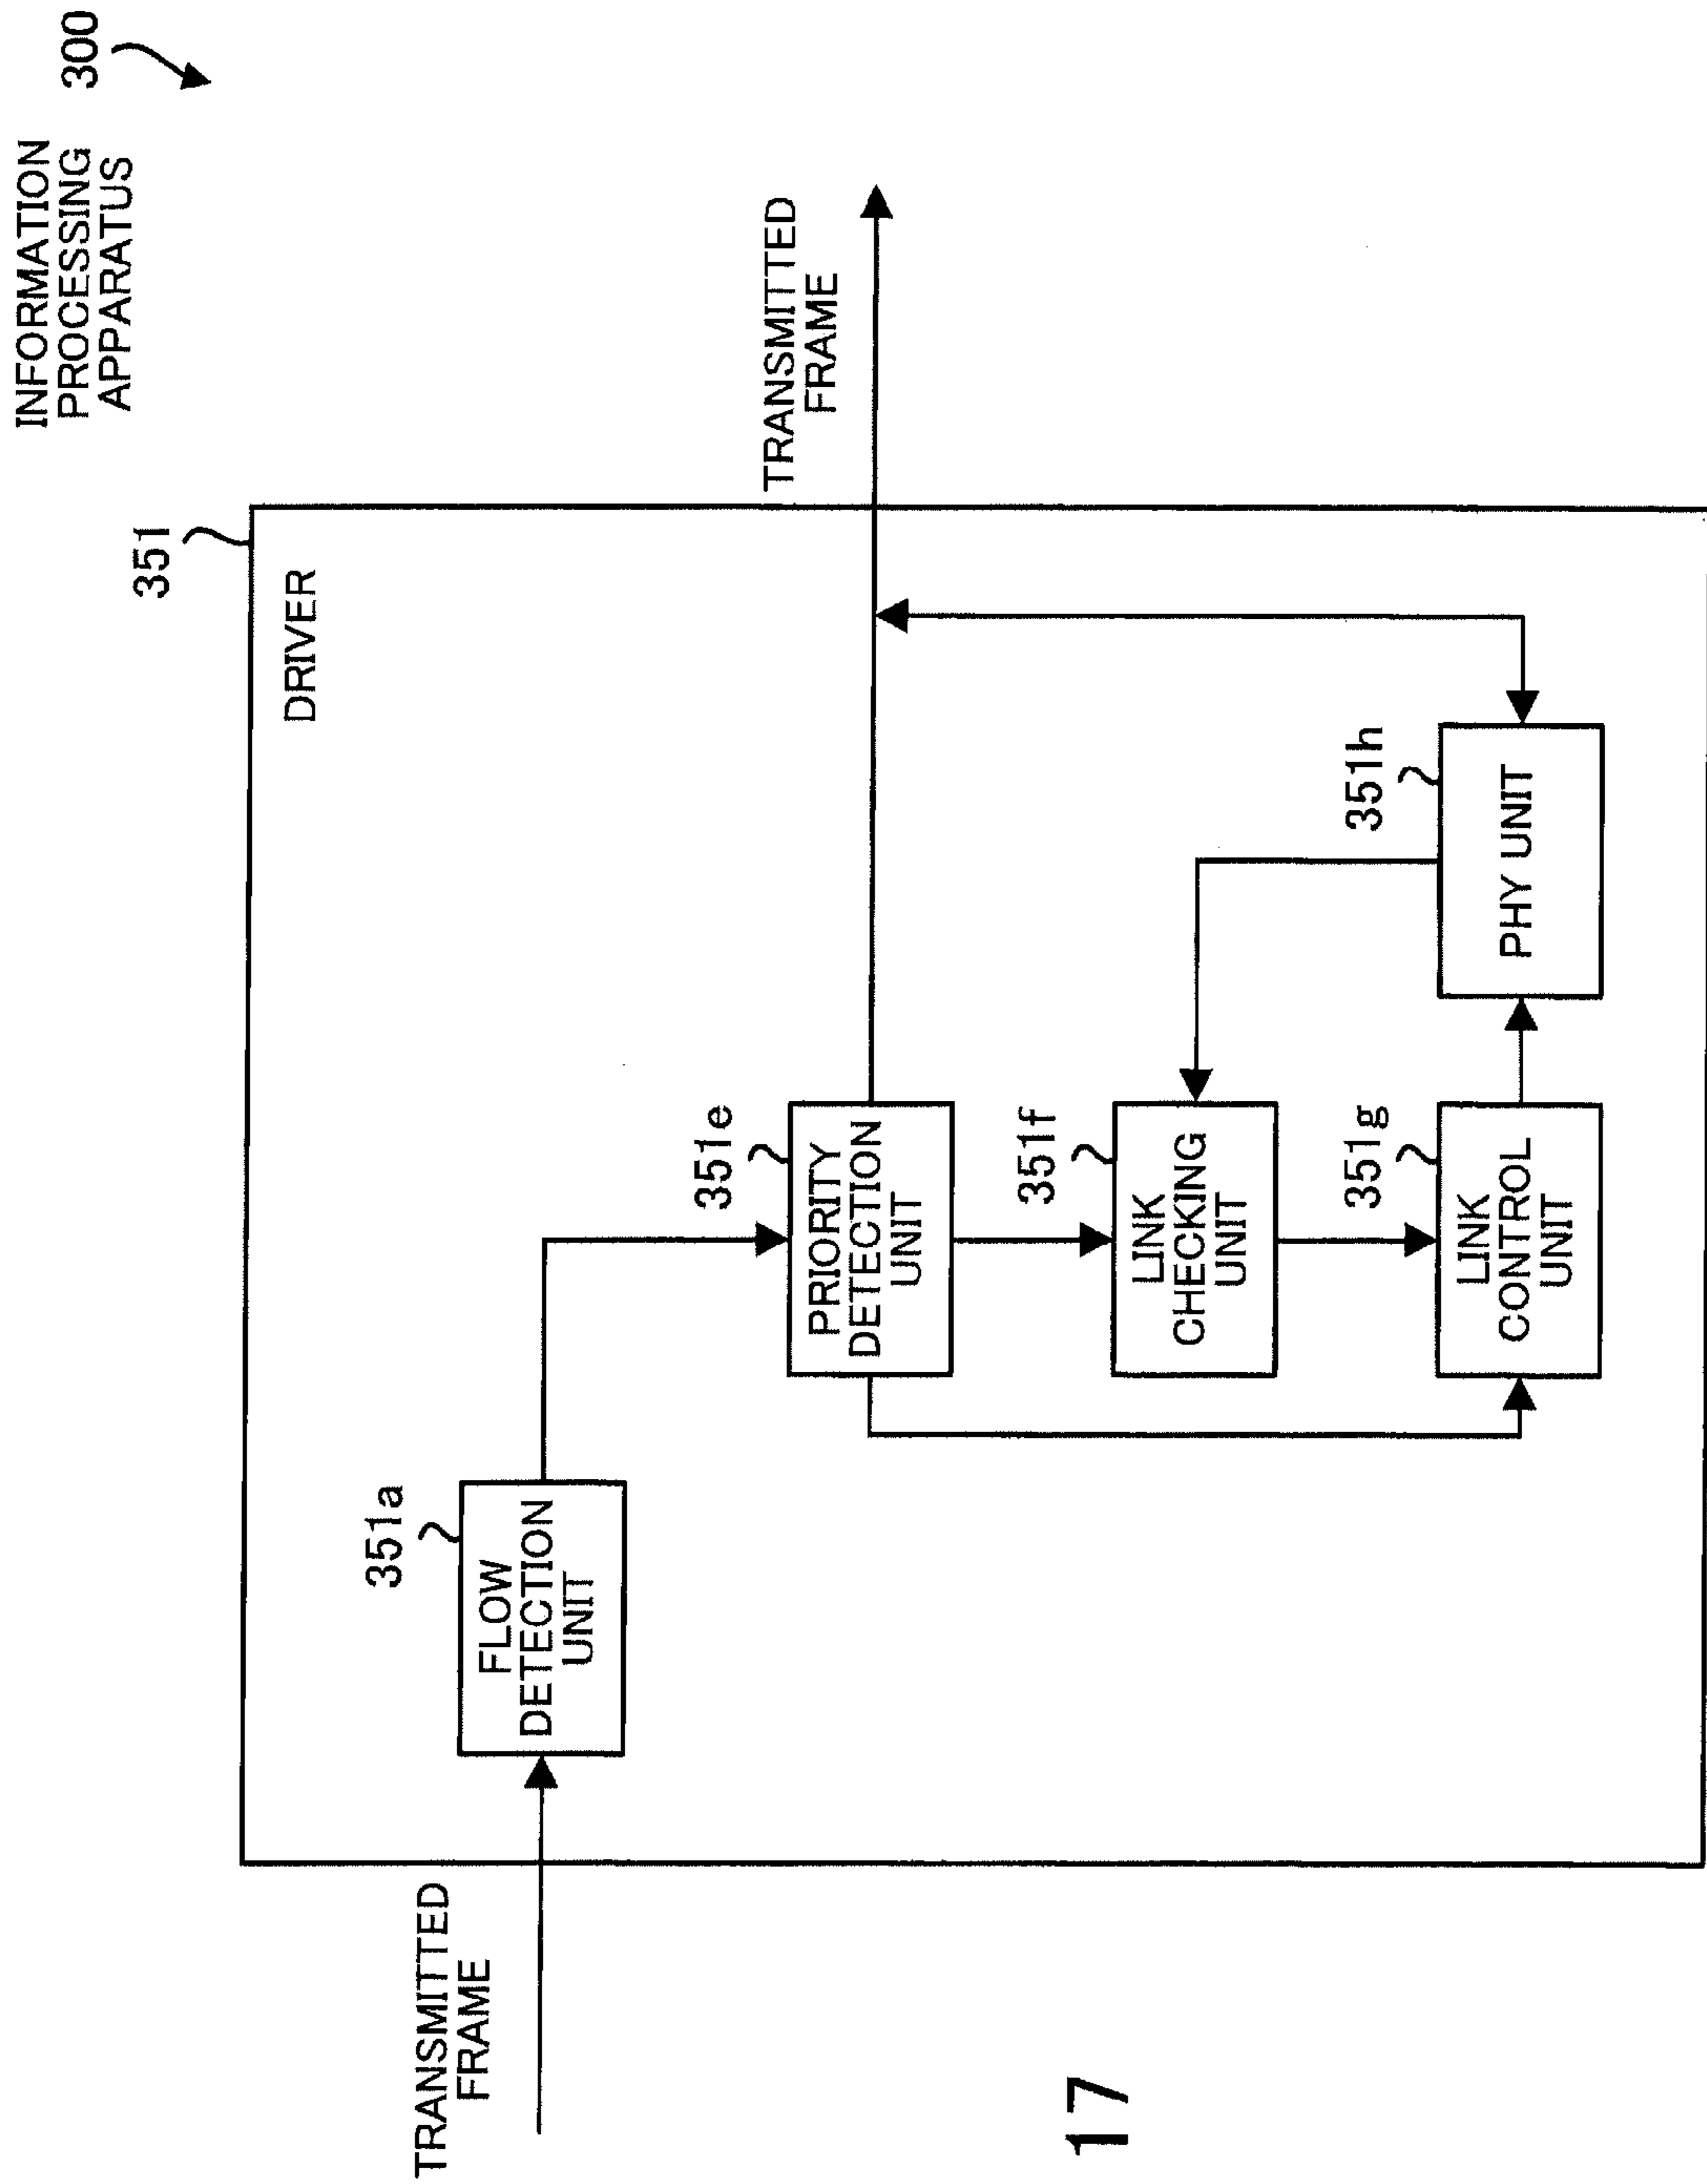 INFORMATION
PROCESSING
APPARATUS
300
351
DRIVER
TRANSMITTED
FRAME
351a
FLOW
DETECTION
UNIT
TRANSMITTED
FRAME
351e
PRIORITY
DETECTION
UNIT
351f
LINK
CHECKING
UNIT
351g
LINK
CONTROL
UNIT
351h
PHY UNIT
17